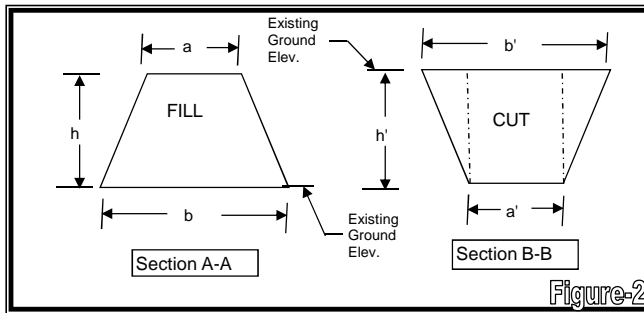 Existing
Ground
Elev.
a
h
FILL
b
Existing
Ground
Elev.
Section A-A
b'
h'
CUT
a'
Section B-B
Figure-2